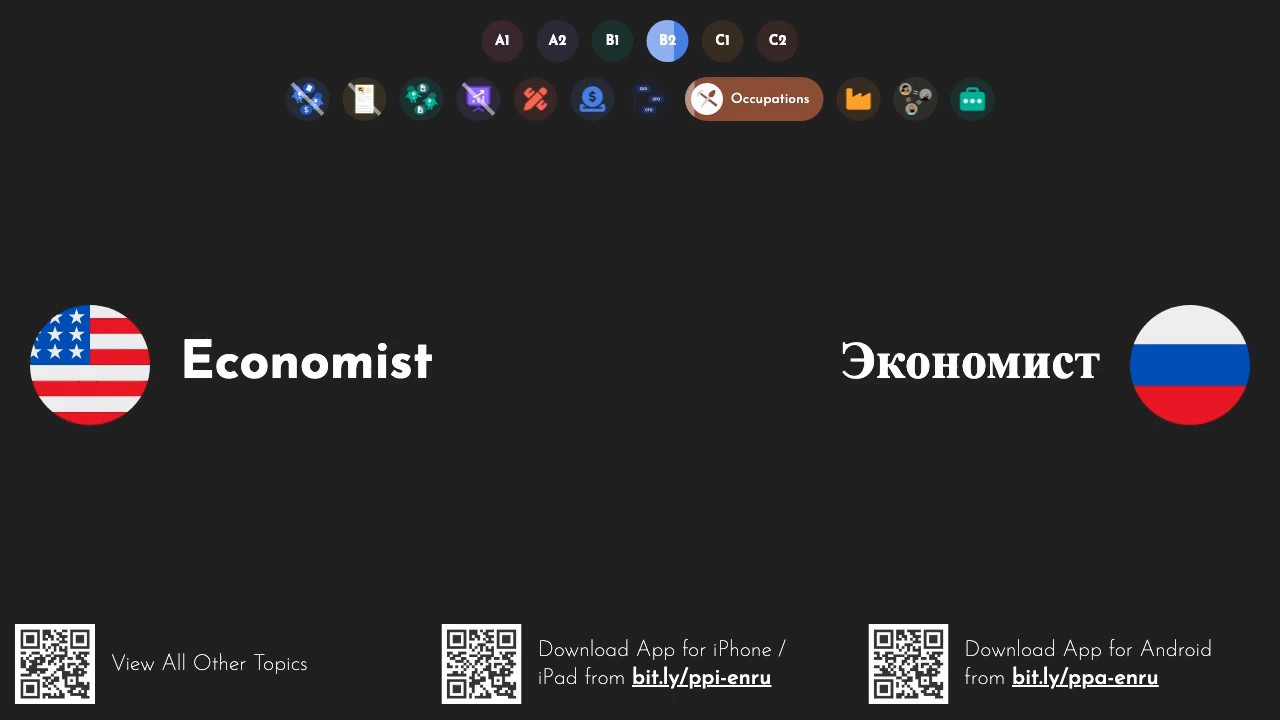 A1 A2 B1 B2 C1 C2
Occupations
Economist
Экономист
View All Other Topics
Download App for iPhone /
iPad from bit.ly/ppi-enru
Download App for Android
from bit.ly/ppa-enru